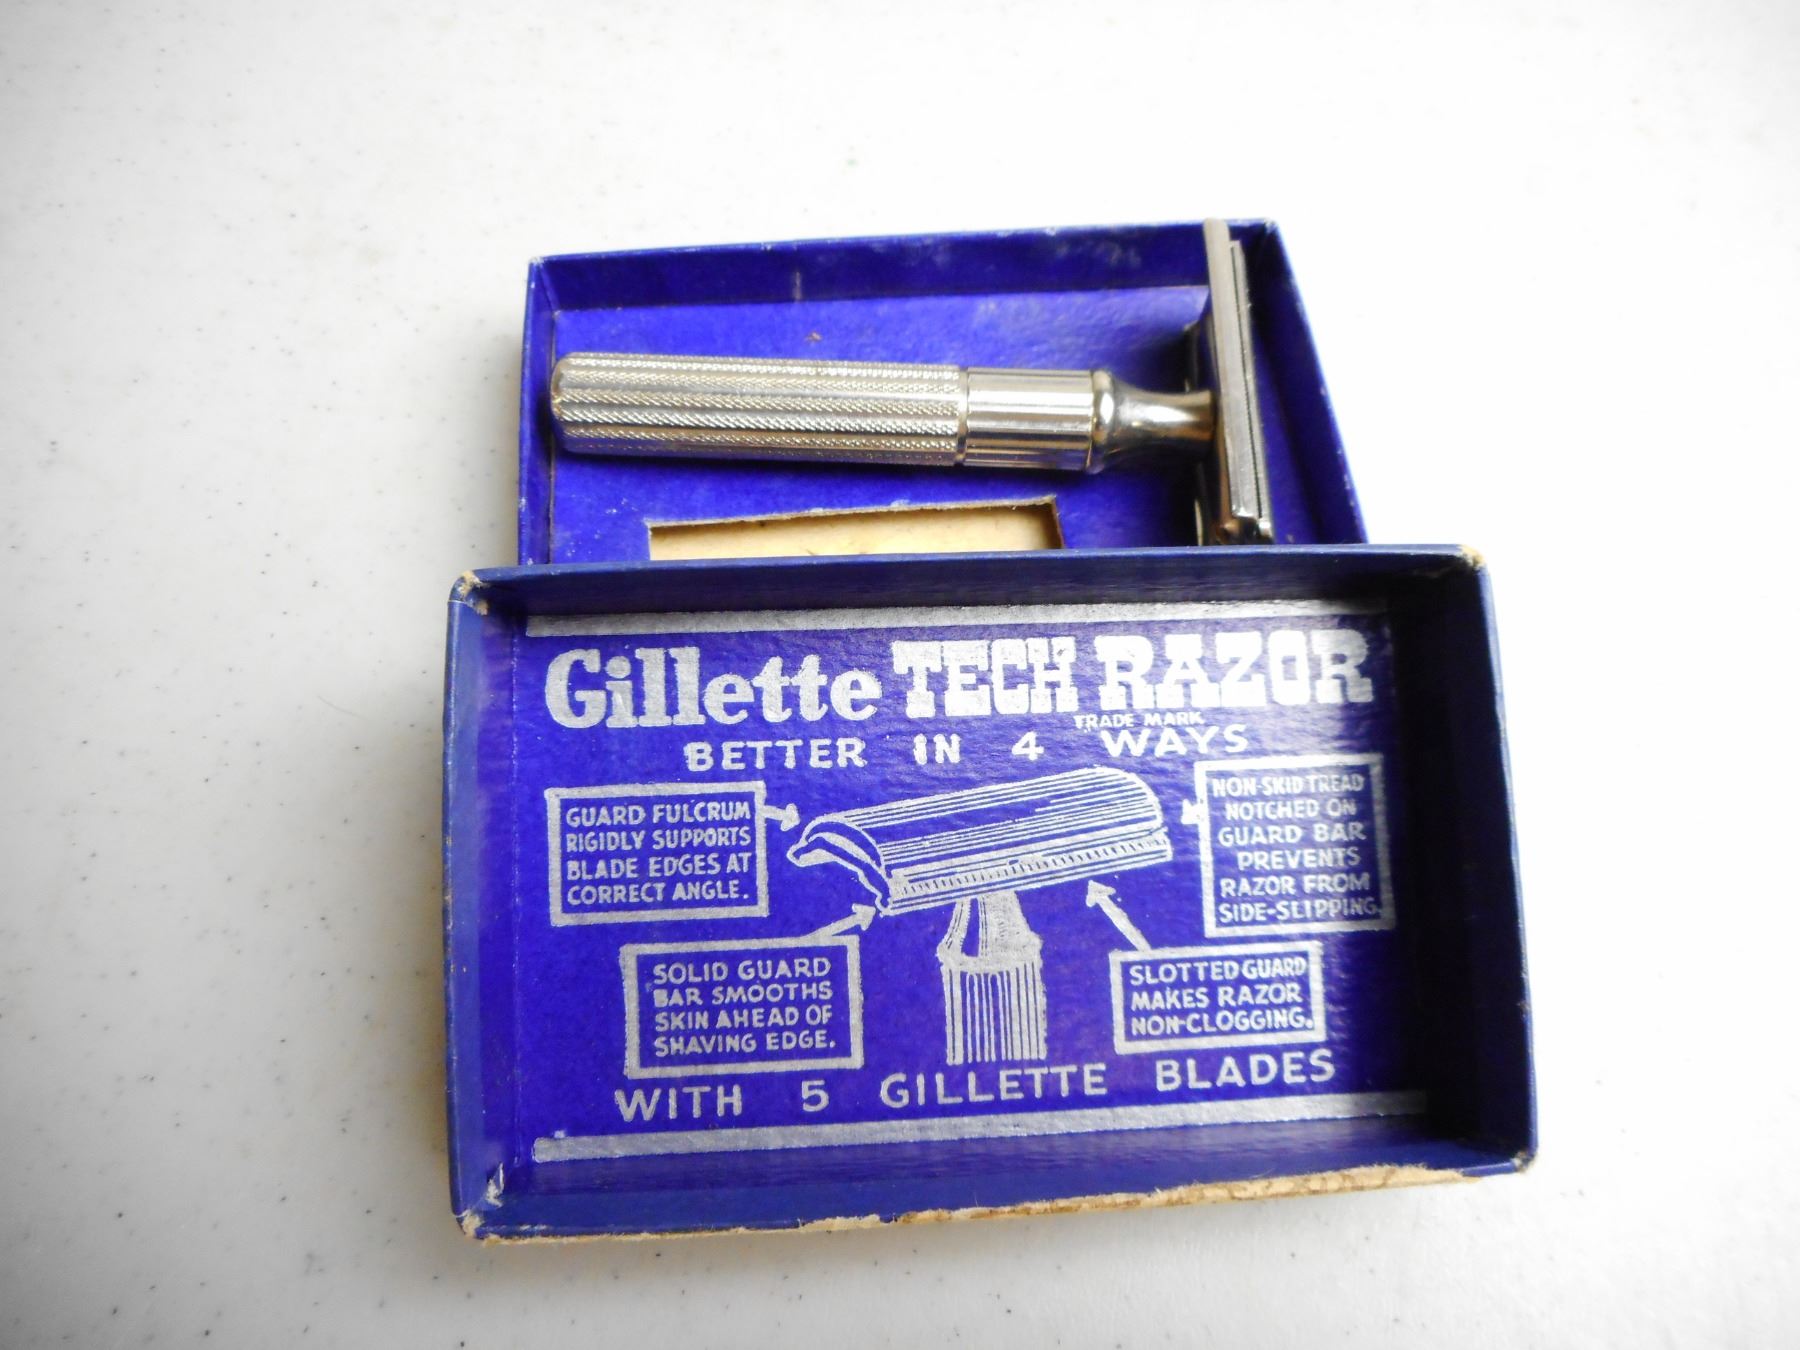 Gillette TECH RAZOR
TRADE MARK
BETTER IN 4 WAYS
GUARD FULCRUM
RIGIDLY SUPPORTS
BLADE EDGES AT
CORRECT ANGLE.
NON-SKID TREAD
NOTCHED ON
GUARD BAR
PREVENTS
RAZOR FROM
SIDE-SLIPPING.
SOLID GUARD
BAR SMOOTHS
SKIN AHEAD OF
SHAVING EDGE.
SLOTTED GUARD
MAKES RAZOR
NON-CLOGGING.
WITH 5 GILLETTE BLADES